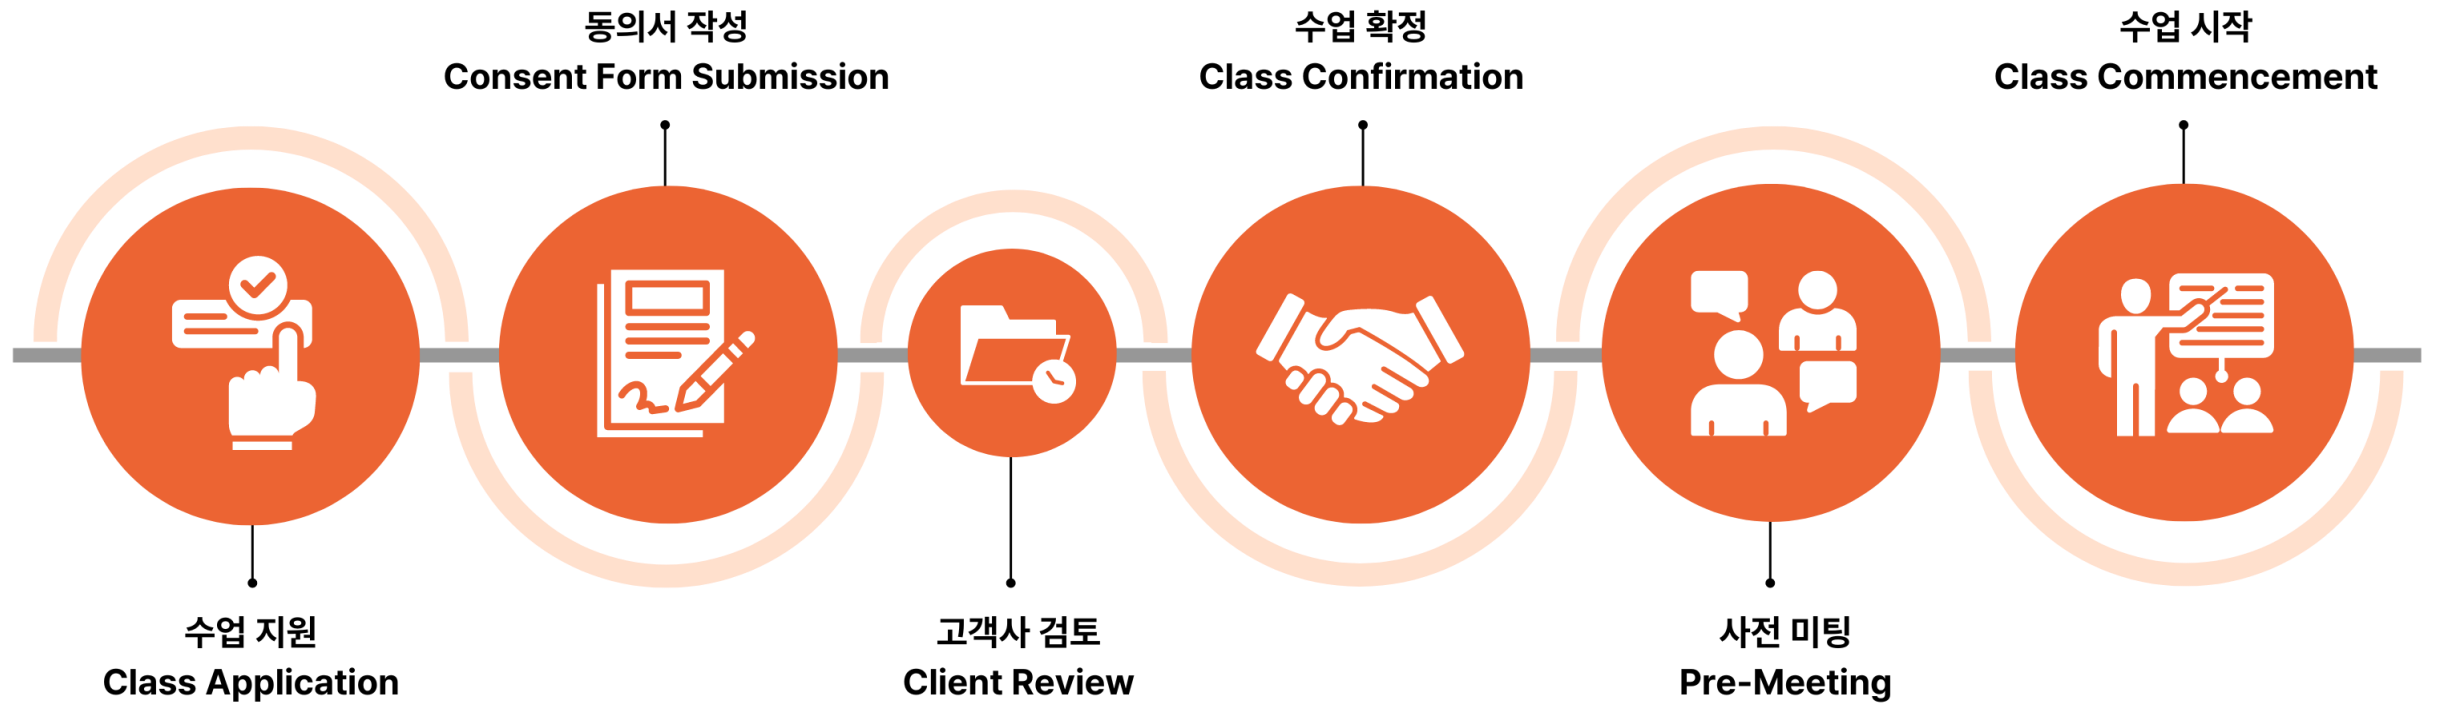 수업 지원
Class Application
동의서 작성
Consent Form Submission
고객사 검토
Client Review
수업 확정
Class Confirmation
사전 미팅
Pre-Meeting
수업 시작
Class Commencement